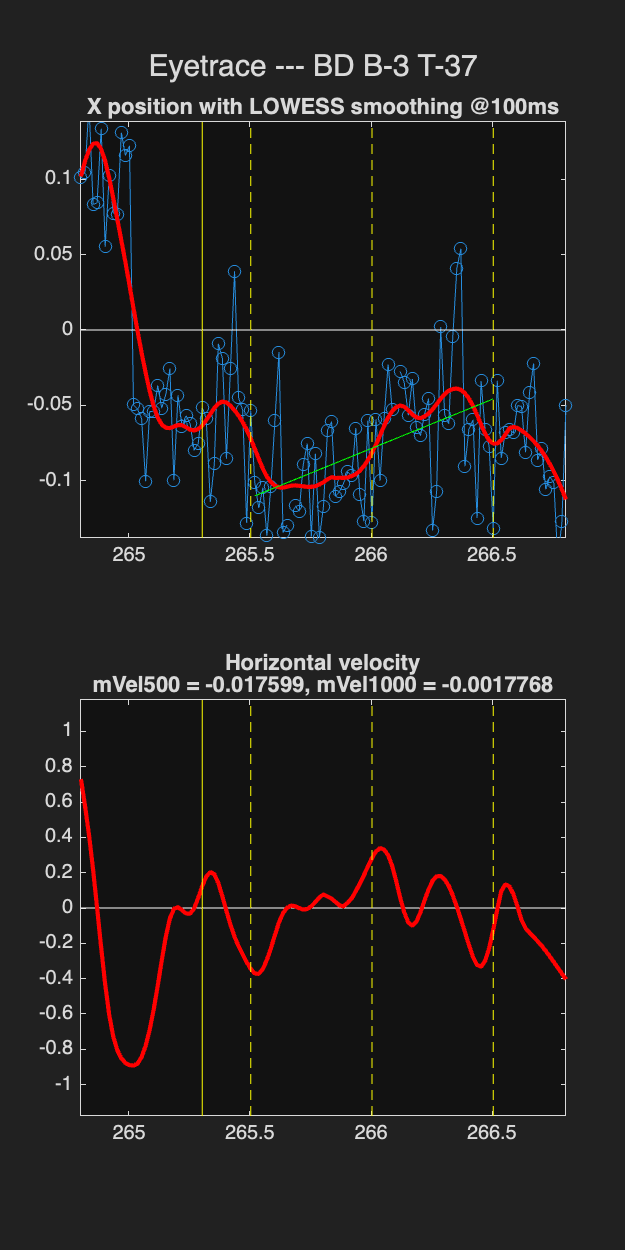 Eyetrace --- BD B-3 T-37
X position with LOWESS smoothing @100ms
0.1
0.05
0
-0.05
-0.1
265 265.5 266 266.5
Horizontal velocity
mVel500 = -0.017599, mVel1000 = -0.0017768
1
0.8
0.6
0.4
0.2
0
-0.2
-0.4
-0.6
-0.8
-1
265 265.5 266 266.5